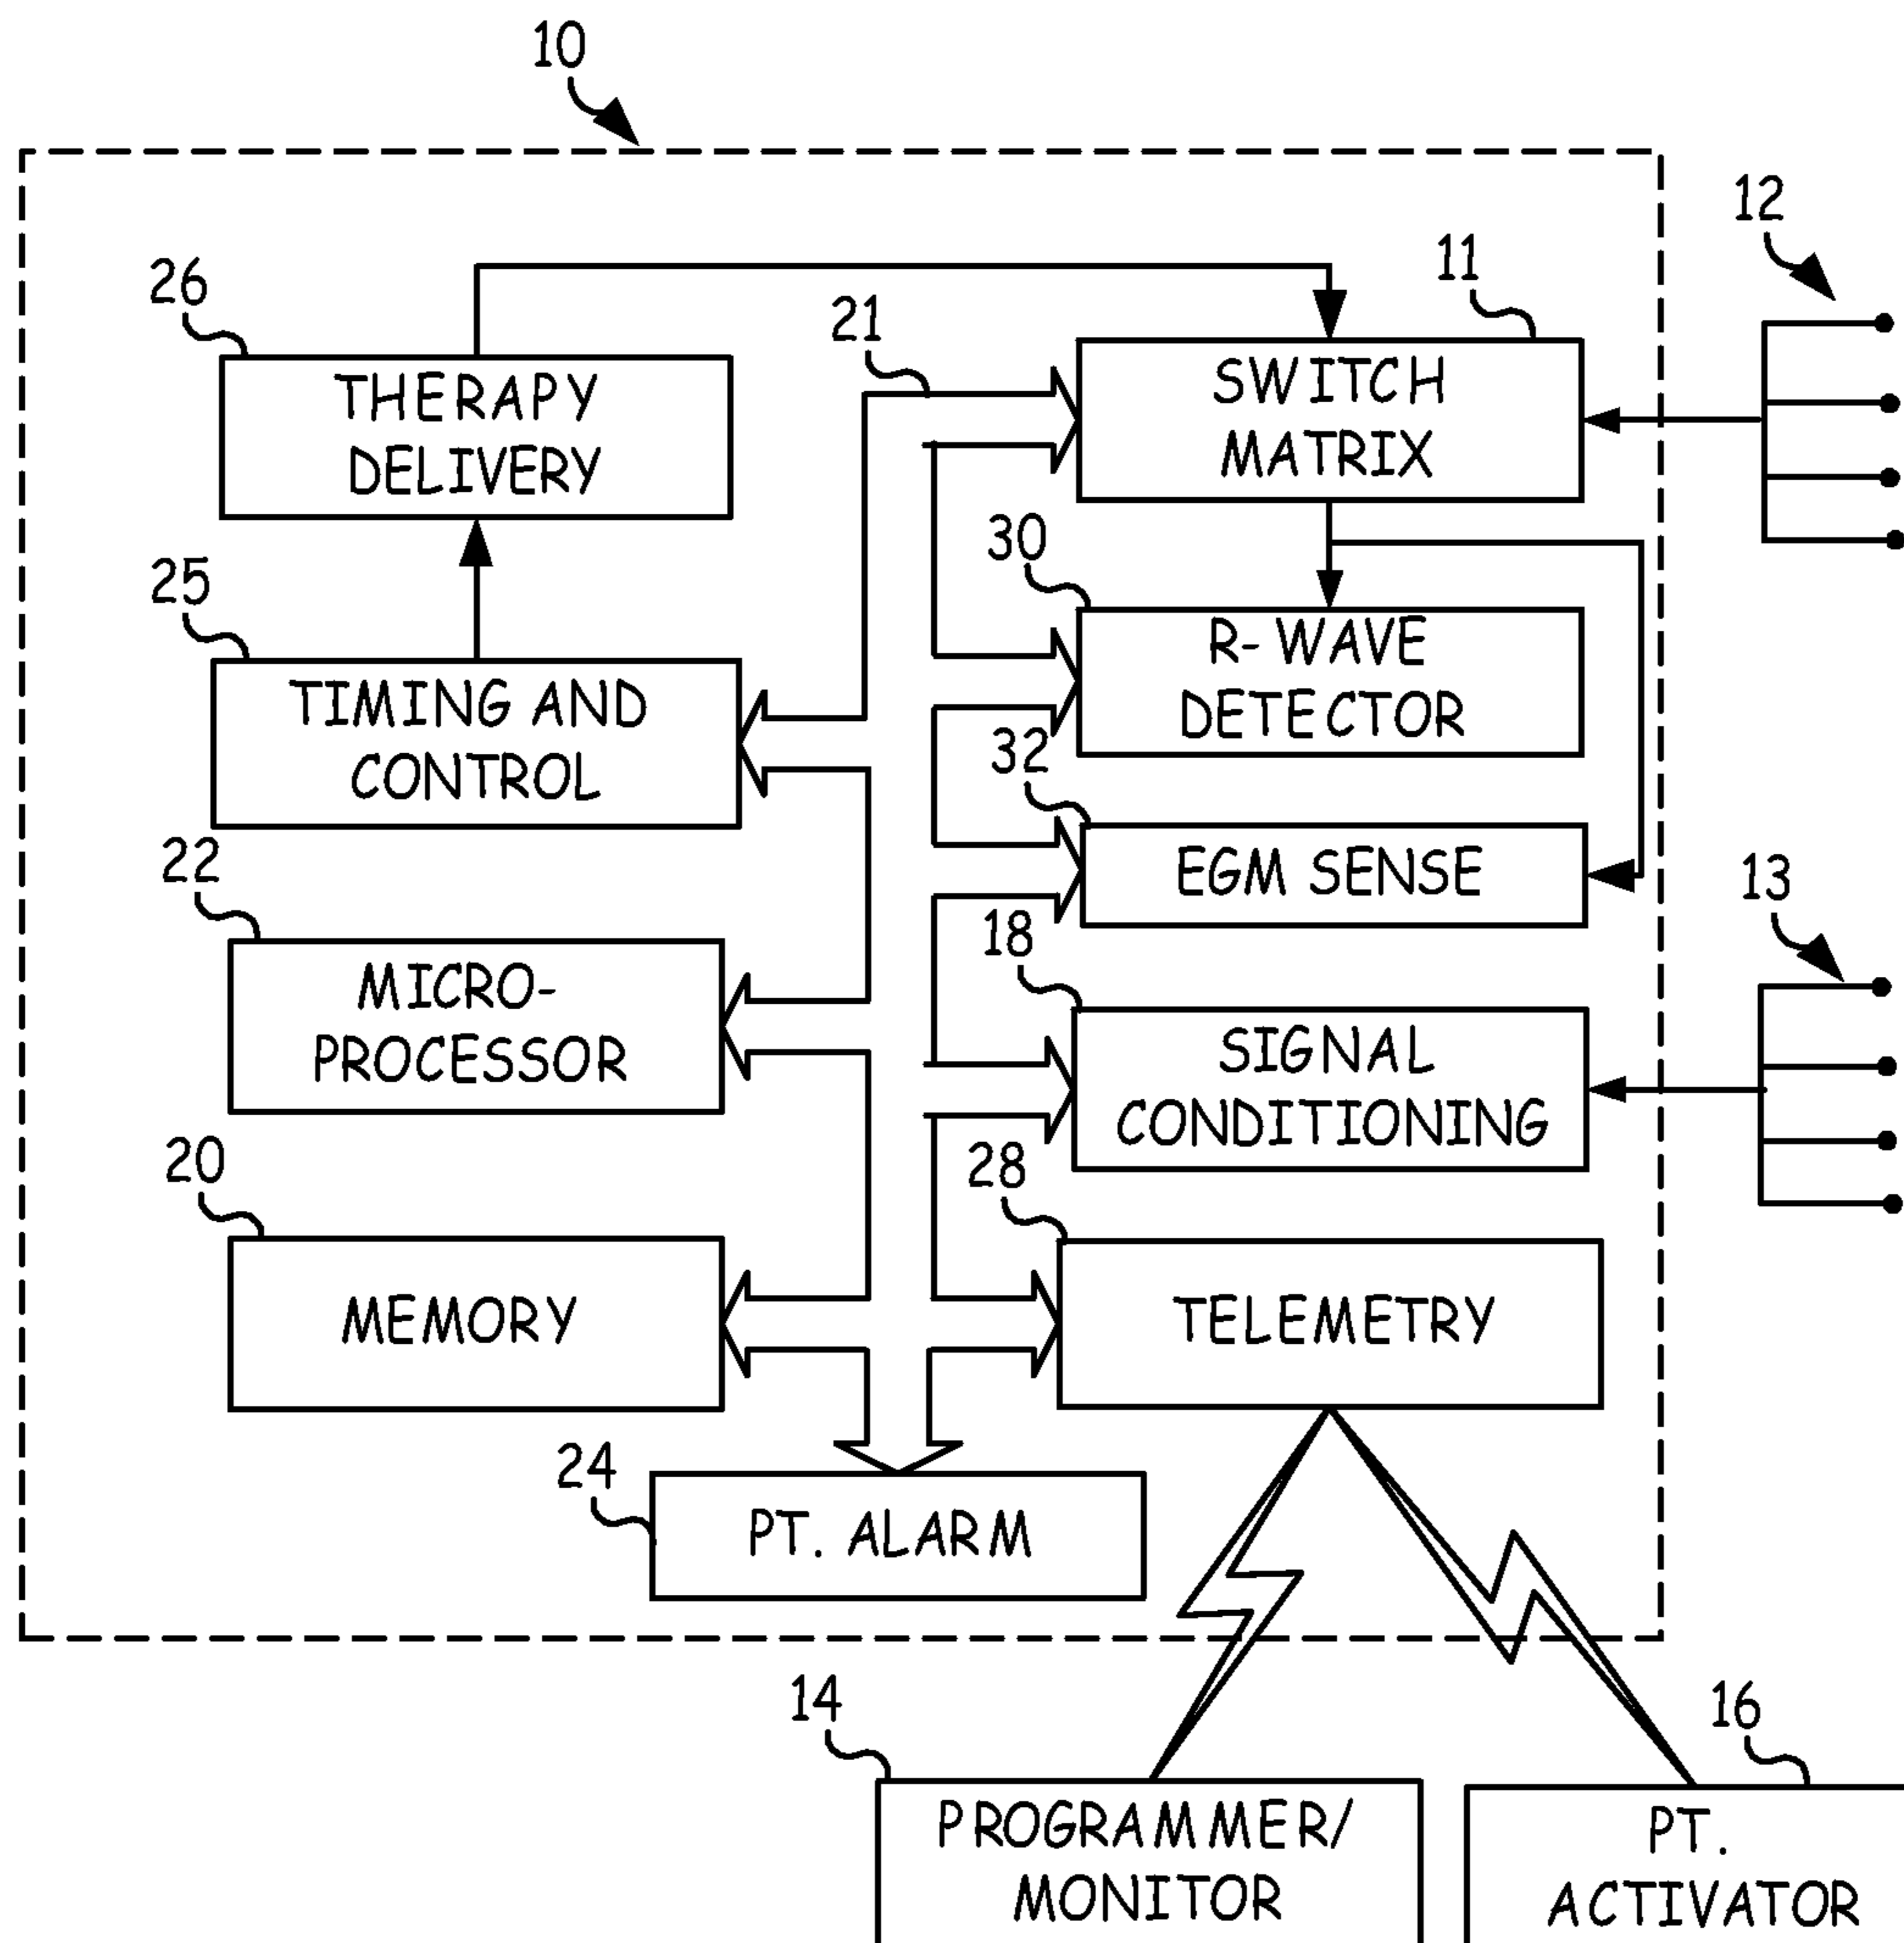 10
12
26
11
21
THERAPY
DELIVERY
SWITCH
MATRIX
30
25
R- WAVE
DETECTOR
TIMING AND
CONTROL
32
22
EGM SENSE
13
18
MICRO-
PROCESSOR
SIGNAL
CONDITIONING
20
28
MEMORY
TELEMETRY
24
PT. ALARM
14
16
PROGRAMMER/
MONITOR
PT.
ACTIVATOR